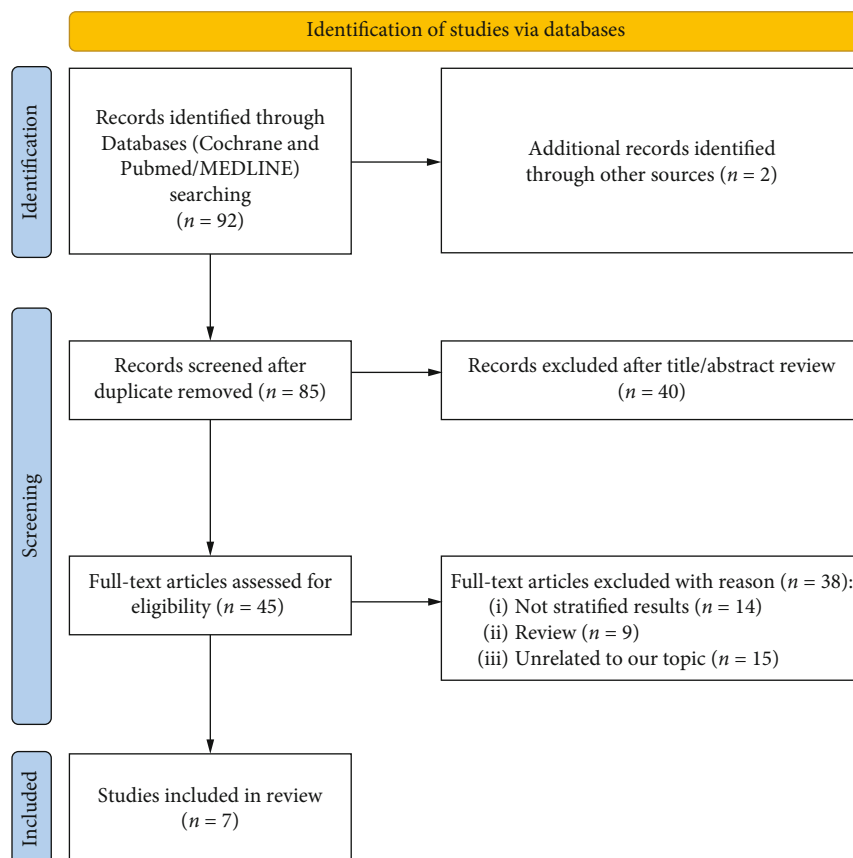 Identification of studies via databases
Identification
Records identified through
Databases (Cochrane and
Pubmed/MEDLINE)
searching
(n = 92)
Additional records identified
through other sources (n = 2)
Screening
Records screened after
duplicate removed (n = 85)
Records excluded after title/abstract review
(n = 40)
Full-text articles assessed for
eligibility (n = 45)
Full-text articles excluded with reason (n = 38):
(i) Not stratified results (n = 14)
(ii) Review (n = 9)
(iii) Unrelated to our topic (n = 15)
Included
Studies included in review
(n = 7)